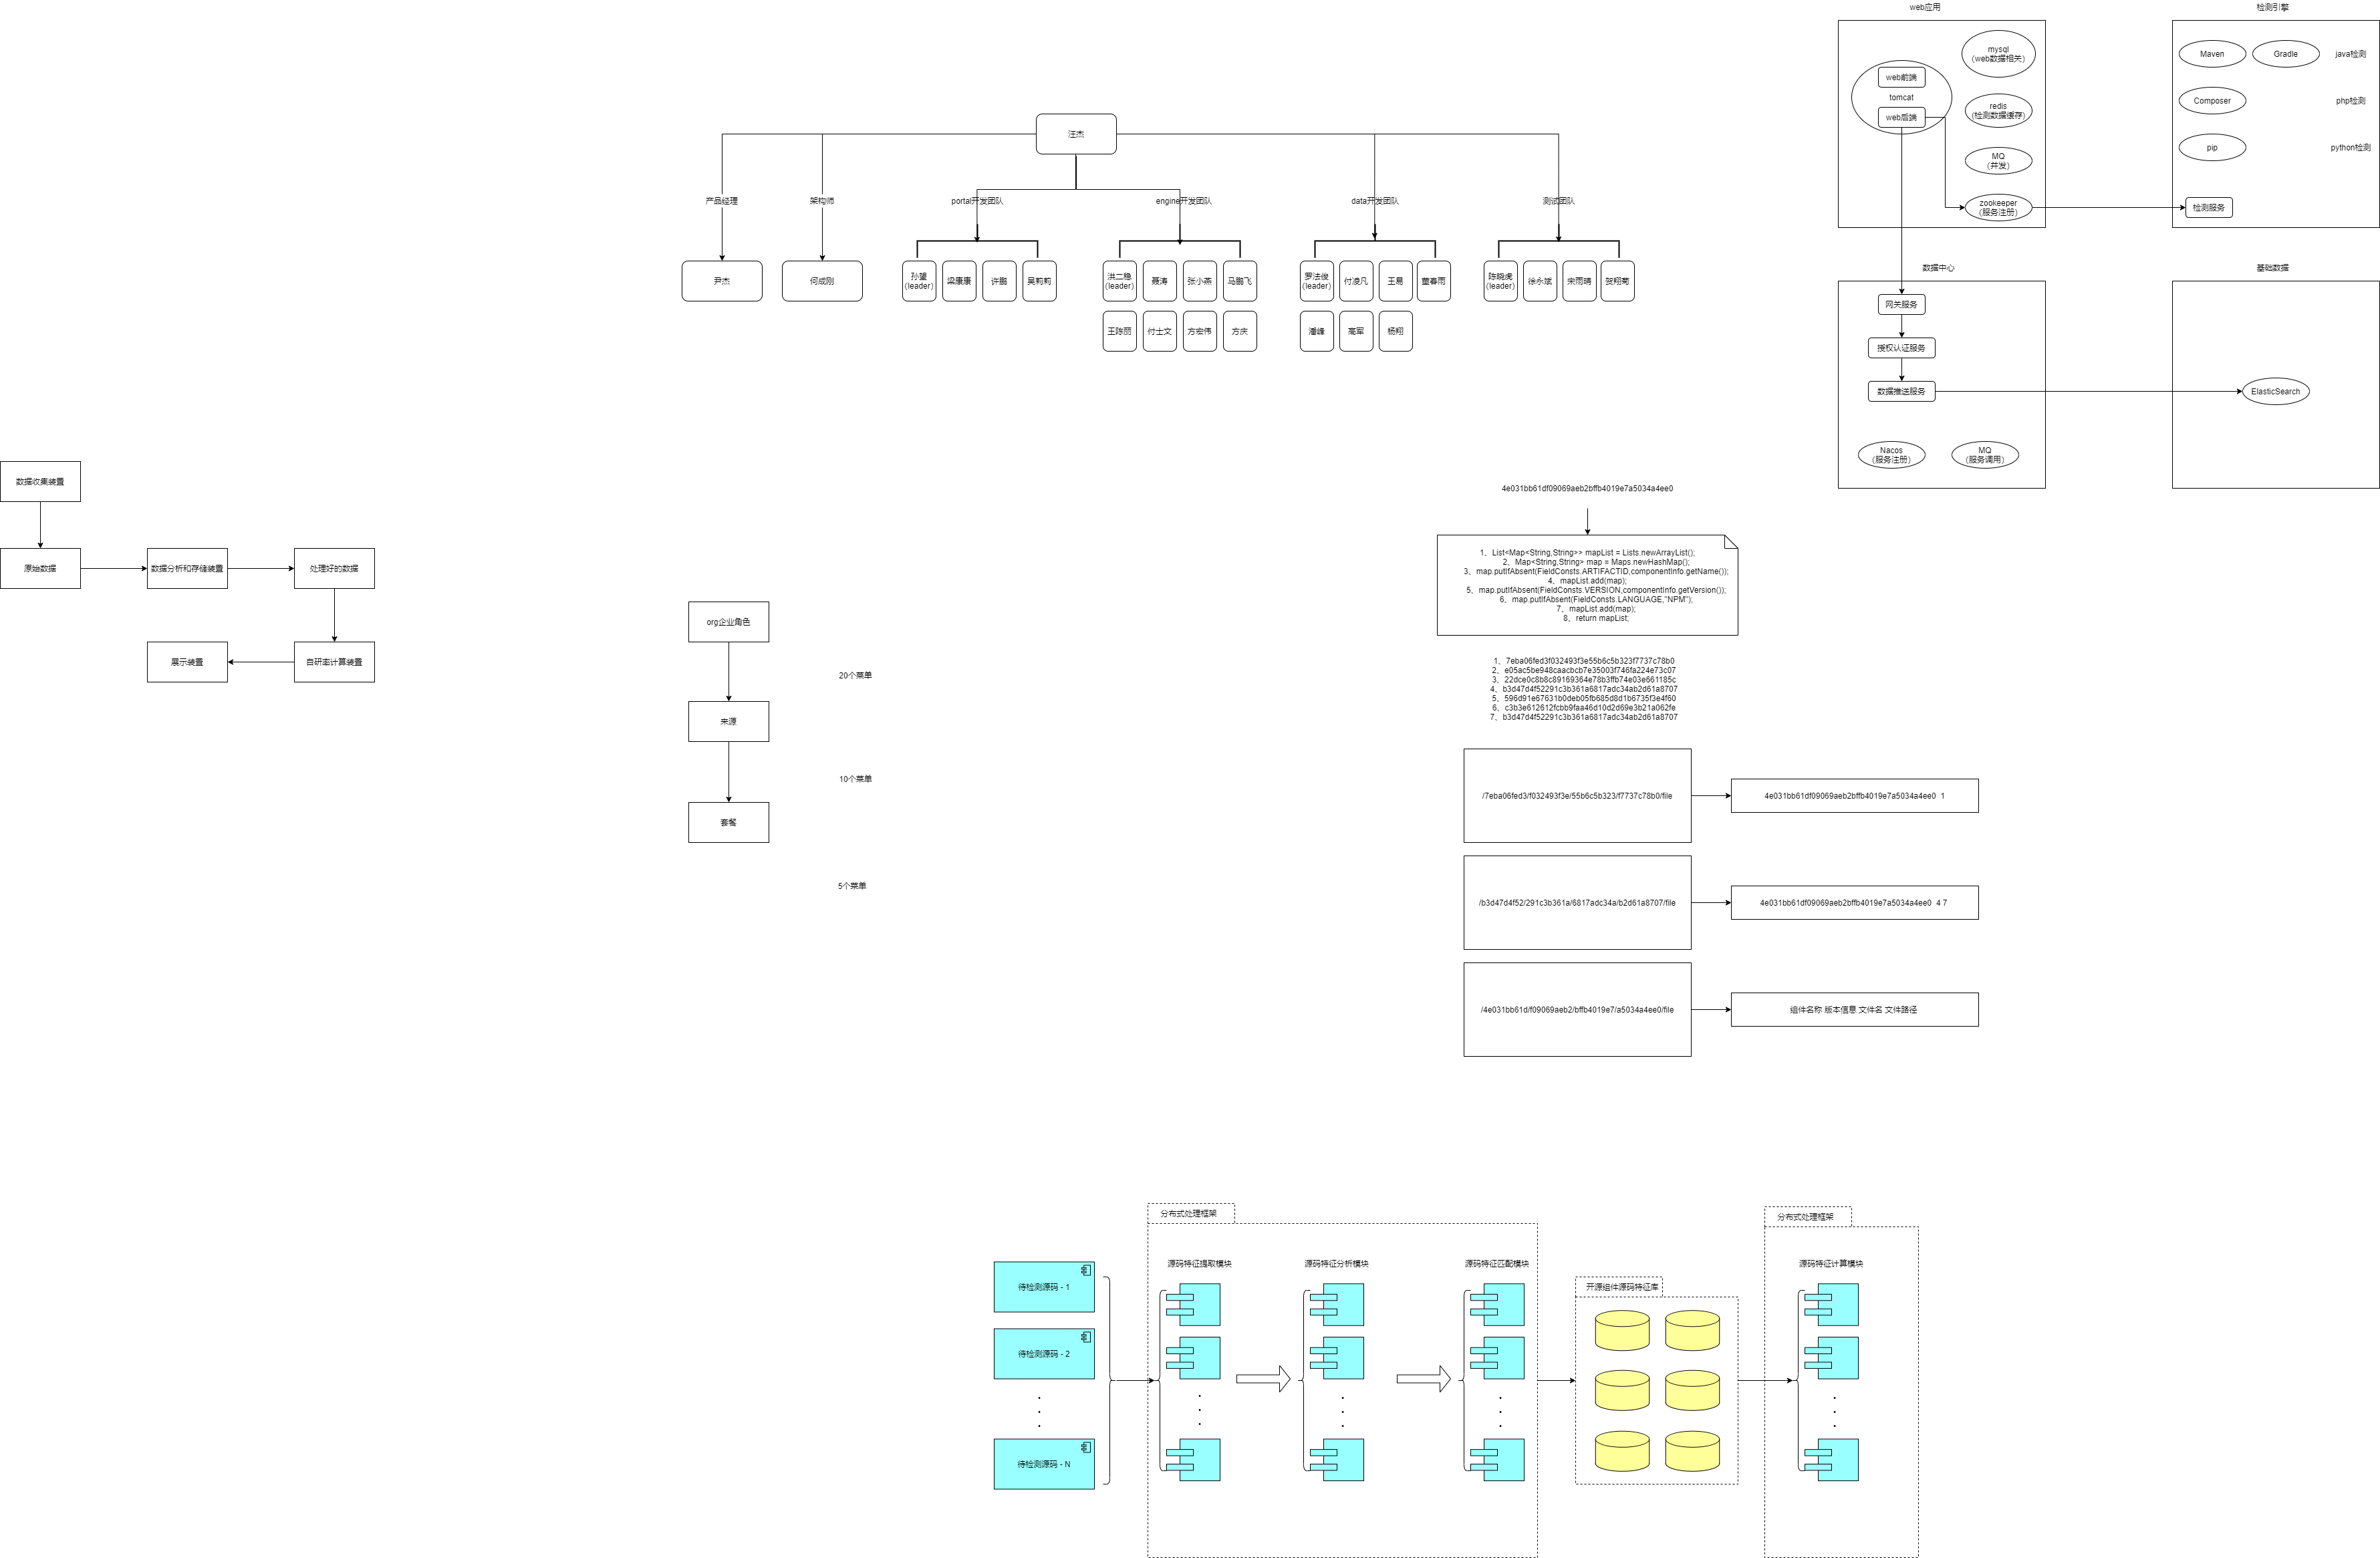 web应用
检测引擎
mysql
（web数据相关）
web前端
tomcat
web后端
redis
（检测数据缓存）
MQ
（并发）
zookeeper
（服务注册）
Maven
Gradle
java检测
Composer
php检测
pip
python检测
检测服务
汪杰
产品经理
架构师
portal开发团队
engine开发团队
data开发团队
测试团队
尹杰
何成刚
孙望
(leader)
梁康康
许鹏
吴莉莉
洪二稳
(leader)
聂涛
张小燕
马鹏飞
王陈丽
付士文
方宏伟
方庆
罗法俊
(leader)
付凌凡
王易
董春雨
潘峰
高军
杨翔
陈晓虎
(leader)
徐永斌
宋雨晴
贺翔菊
数据中心
基础数据
网关服务
授权认证服务
数据推送服务
ElasticSearch
Nacos
（服务注册）
MQ
（服务调用）
数据收集装置
原始数据
数据分析和存储装置
处理好的数据
展示装置
自研率计算装置
org企业角色
20个菜单
来源
10个菜单
套餐
5个菜单
4e031bb61df09069aeb2bffb4019e7a5034a4ee0
1、List<Map<String,String>> mapList = Lists.newArrayList();
2、Map<String,String> map = Maps.newHashMap();
3、map.putIfAbsent(FieldConsts.ARTIFACTID,componentInfo.getName());
4、mapList.add(map);
5、map.putIfAbsent(FieldConsts.VERSION,componentInfo.getVersion());
6、map.putIfAbsent(FieldConsts.LANGUAGE,"NPM");
7、mapList.add(map);
8、return mapList;
1、7eba06fed3f032493f3e55b6c5b323f7737c78b0
2、e05ac5be948caacbcb7e35003f746fa224e73c07
3、22dce0c8b8c89169364e78b3ffb74e03e661185c
4、b3d47d4f52291c3b361a6817adc34ab2d61a8707
5、596d91e67631b0deb05fb685d8d1b6735f3e4f60
6、c3b3e612612fcbb9faa46d10d2d69e3b21a062fe
7、b3d47d4f52291c3b361a6817adc34ab2d61a8707
/7eba06fed3/f032493f3e/55b6c5b323/f7737c78b0/file
4e031bb61df09069aeb2bffb4019e7a5034a4ee0 1
/b3d47d4f52/291c3b361a/6817adc34a/b2d61a8707/file
4e031bb61df09069aeb2bffb4019e7a5034a4ee0 4 7
/4e031bb61d/f09069aeb2/bffb4019e7/a5034a4ee0/file
组件名称 版本信息 文件名 文件路径
分布式处理框架
分布式处理框架
源码特征提取模块
源码特征分析模块
源码特征匹配模块
源码特征计算模块
开源组件源码特征库
待检测源码 - 1
待检测源码 - 2
待检测源码 - N